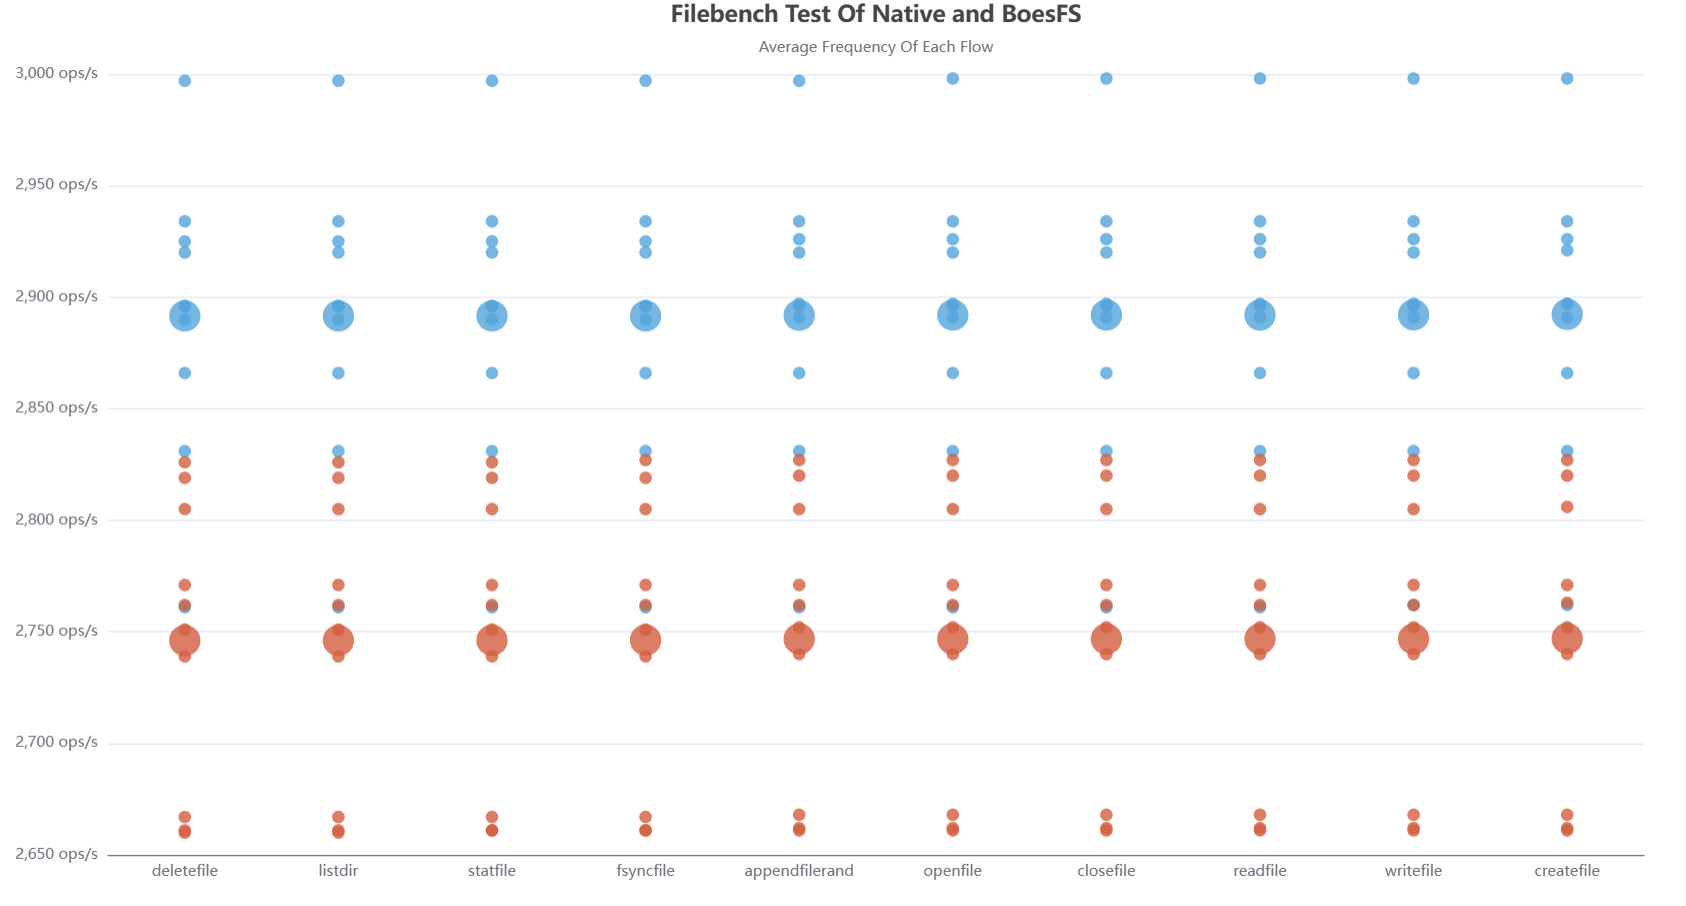 Filebench Test Of Native and BoesFS
Average Frequency Of Each Flow
3,000 ops/s
2,950 ops/s
2,900 ops/s
2,850 ops/s
2,800 ops/s
2,750 ops/s
2,700 ops/s
2,650 ops/s
deletefile listdir statfile fsyncfile appendfilerand openfile closefile readfile writefile createfile